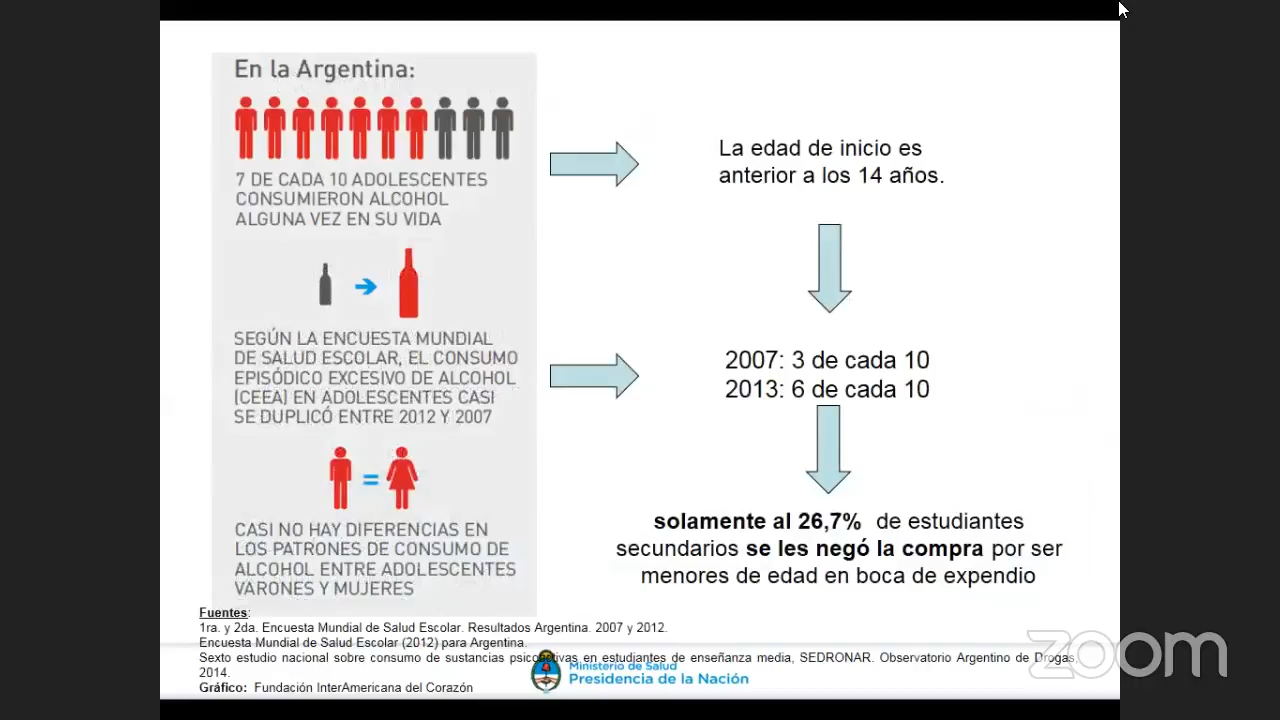 En la Argentina:
7 DE CADA 10 ADOLESCENTES
CONSUMIERON ALCOHOL
ALGUNA VEZ EN SU VIDA
La edad de inicio es
anterior a los 14 años.
SEGÚN LA ENCUESTA MUNDIAL
DE SALUD ESCOLAR, EL CONSUMO
EPISÓDICO EXCESIVO DE ALCOHOL
(CEEA) EN ADOLESCENTES CASI
SE DUPLICÓ ENTRE 2012 Y 2007
2007: 3 de cada 10
2013: 6 de cada 10
CASI NO HAY DIFERENCIAS EN
LOS PATRONES DE CONSUMO DE
ALCOHOL ENTRE ADOLESCENTES
VARONES Y MUJERES
solamente al 26,7% de estudiantes
secundarios se les negó la compra por ser
menores de edad en boca de expendio
Fuentes:
1ra. y 2da. Encuesta Mundial de Salud Escolar. Resultados Argentina. 2007 y 2012.
Encuesta Mundial de Salud Escolar (2012) para Argentina.
Sexto estudio nacional sobre consumo de sustancias psicoactivas en estudiantes de enseñanza media, SEDRONAR. Observatorio Argentino de Drogas.
2014.
Gráfico: Fundación InterAmericana del Corazón
Ministerio de Salud
Presidencia de la Nación
zoom